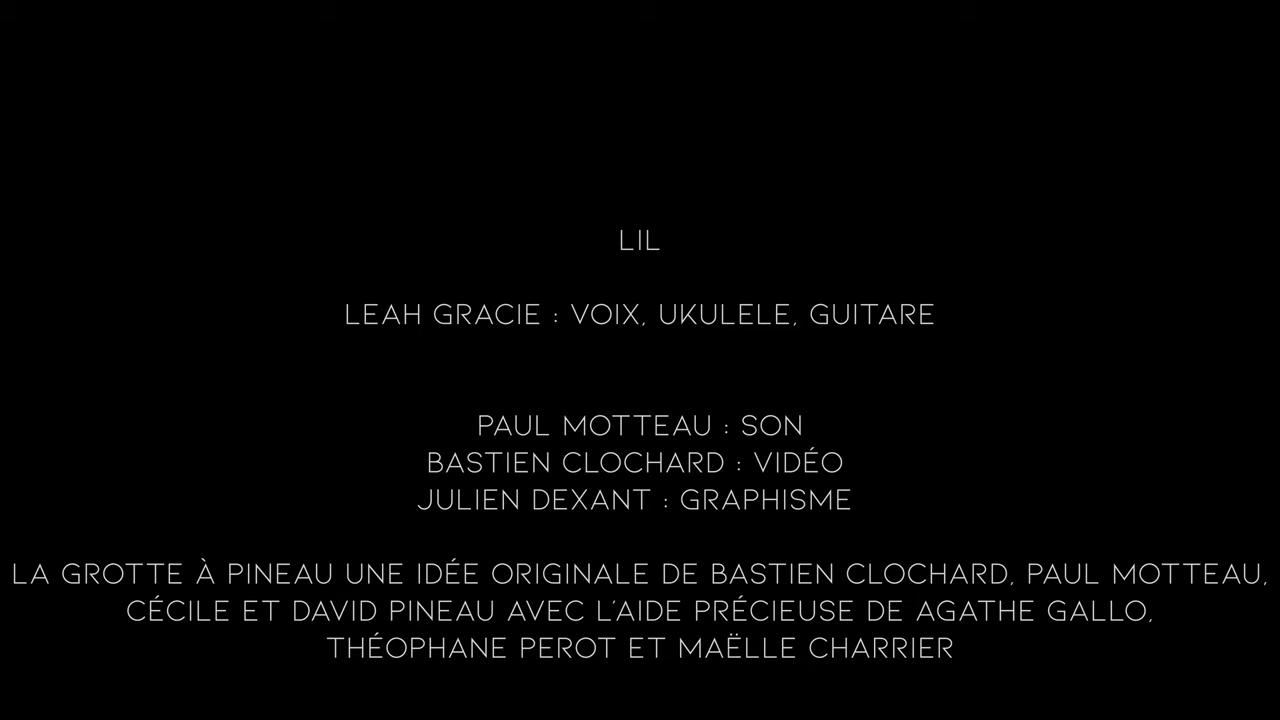 LIL
LEAH GRACIE : VOIX, UKULELE, GUITARE
PAUL MOTTEAU : SON
BASTIEN CLOCHARD : VIDÉO
JULIEN DEXANT : GRAPHISME
LA GROTTE À PINEAU UNE IDÉE ORIGINALE DE BASTIEN CLOCHARD, PAUL MOTTEAU,
CÉCILE ET DAVID PINEAU AVEC L'AIDE PRÉCIEUSE DE AGATHE GALLO,
THÉOPHANE PEROT ET MAËLLE CHARRIER